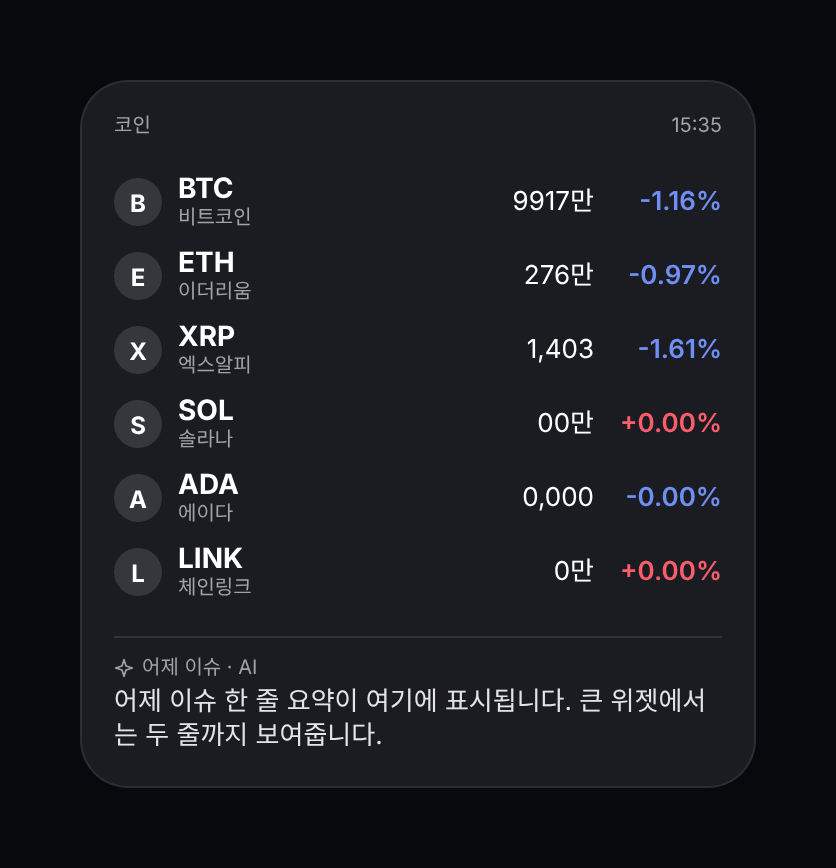 코인 15:35
B BTC 9917만 -1.16%
비트코인
E ETH 276만 -0.97%
이더리움
X XRP 1,403 -1.61%
엑스알피
S SOL 00만 +0.00%
솔라나
A ADA 0,000 -0.00%
에이다
L LINK 0만 +0.00%
체인링크
어제 이슈 · AI
어제 이슈 한 줄 요약이 여기에 표시됩니다. 큰 위젯에서
는 두 줄까지 보여줍니다.